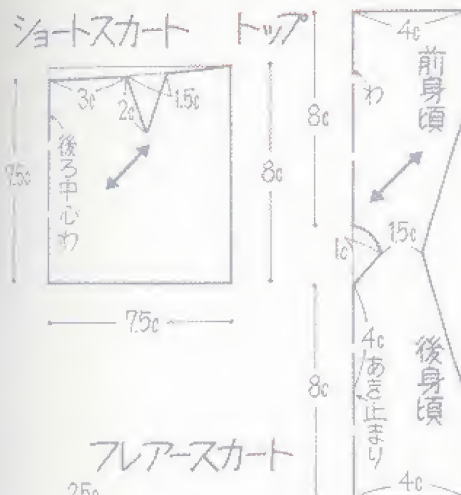 ショートスカート
3c
2c
1.5c
7.5c
後ろ中心わ
8c
7.5c
トップ
4c
前身頃
わ
8c
1c
1.5c
後身頃
4cあき止まり
8c
4c
フレアースカート